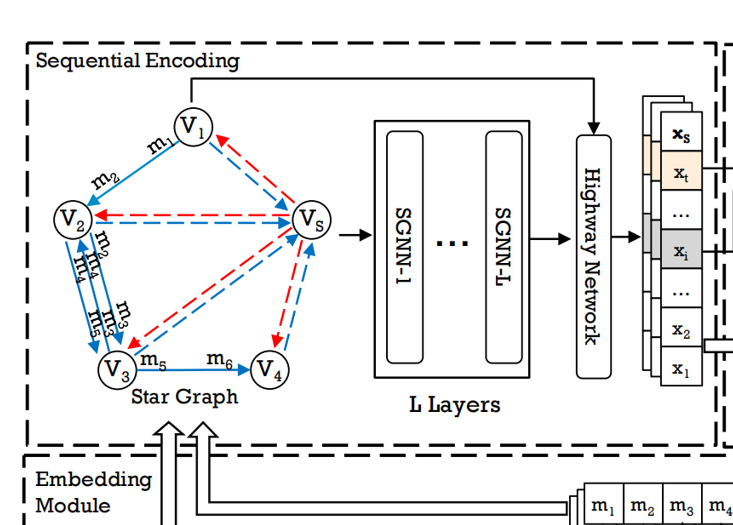 Sequential Encoding
V1
m1
m2
V2
VS
m2
m4
m4
m3
m5
m3
V3
m5
m6
V4
Star Graph
SGNN-1
...
SGNN-L
L Layers
Highway Network
xS
xt
...
xi
...
x2
x1
Embedding
Module
m1 m2 m3 m4